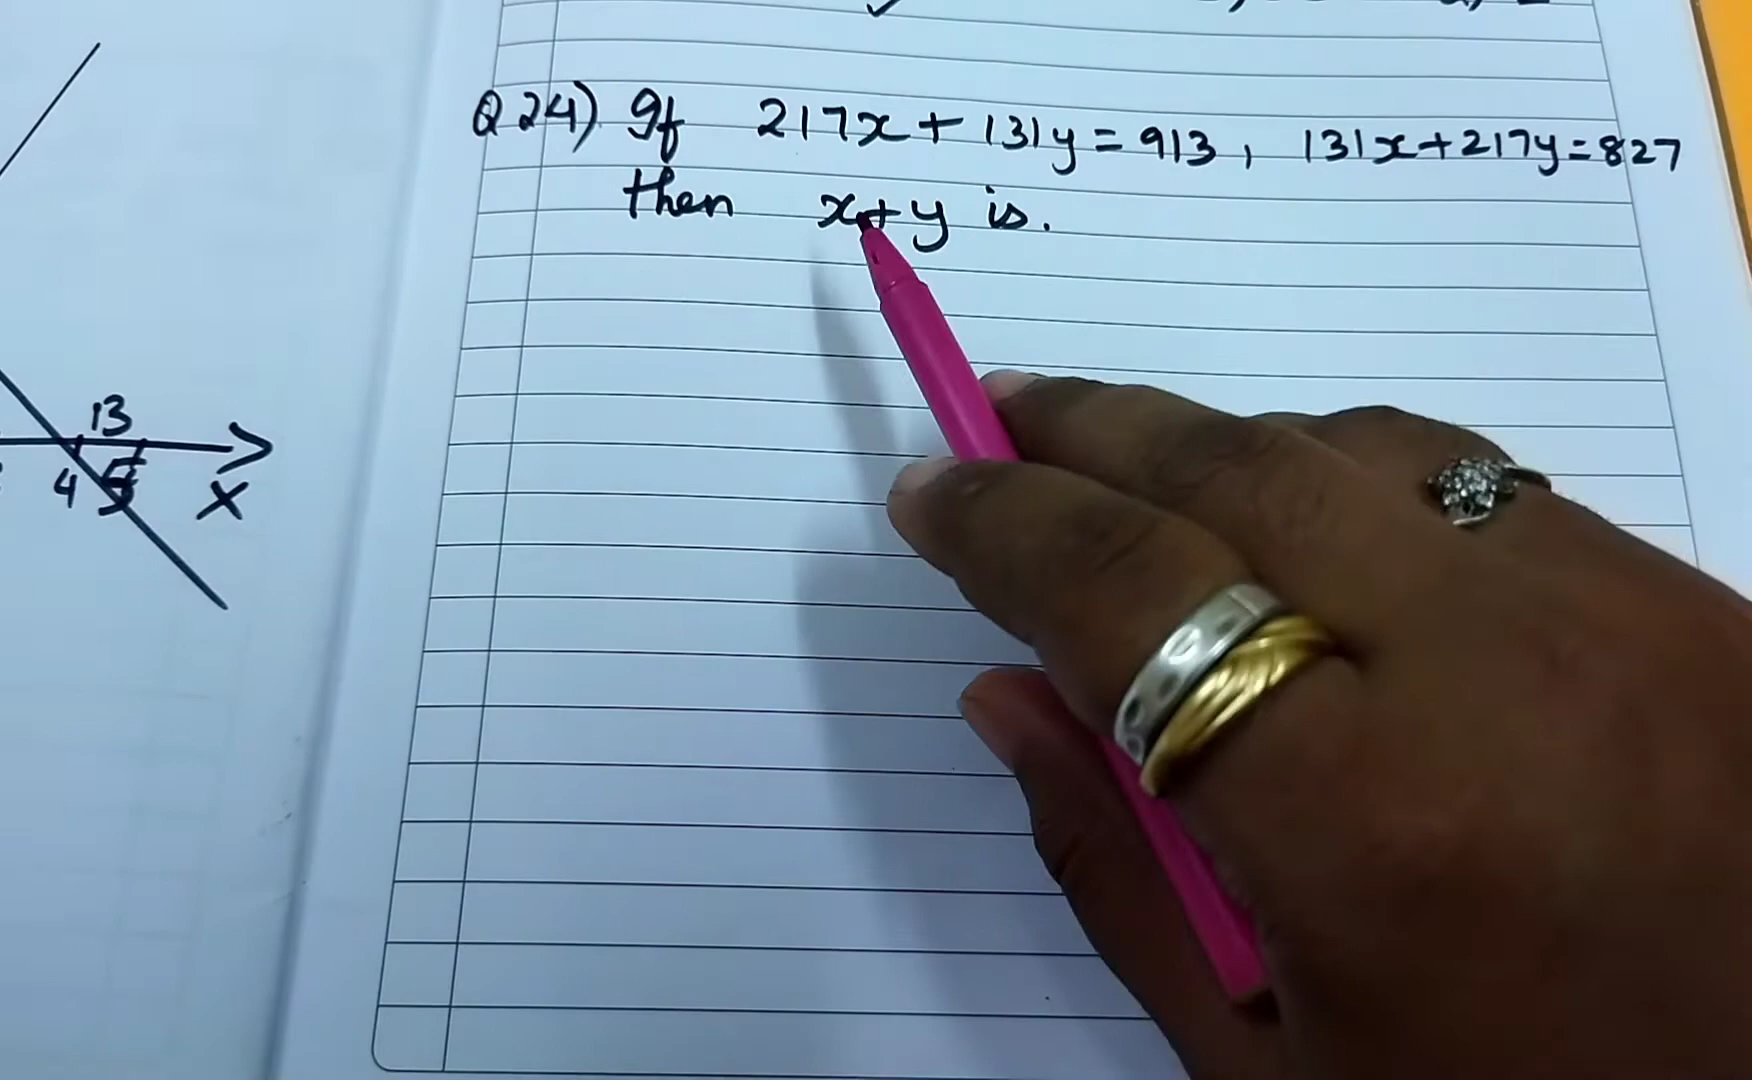 Q24) If 217x + 131y = 913, 131x+217y=827
then x+y is.
13
4 5
X